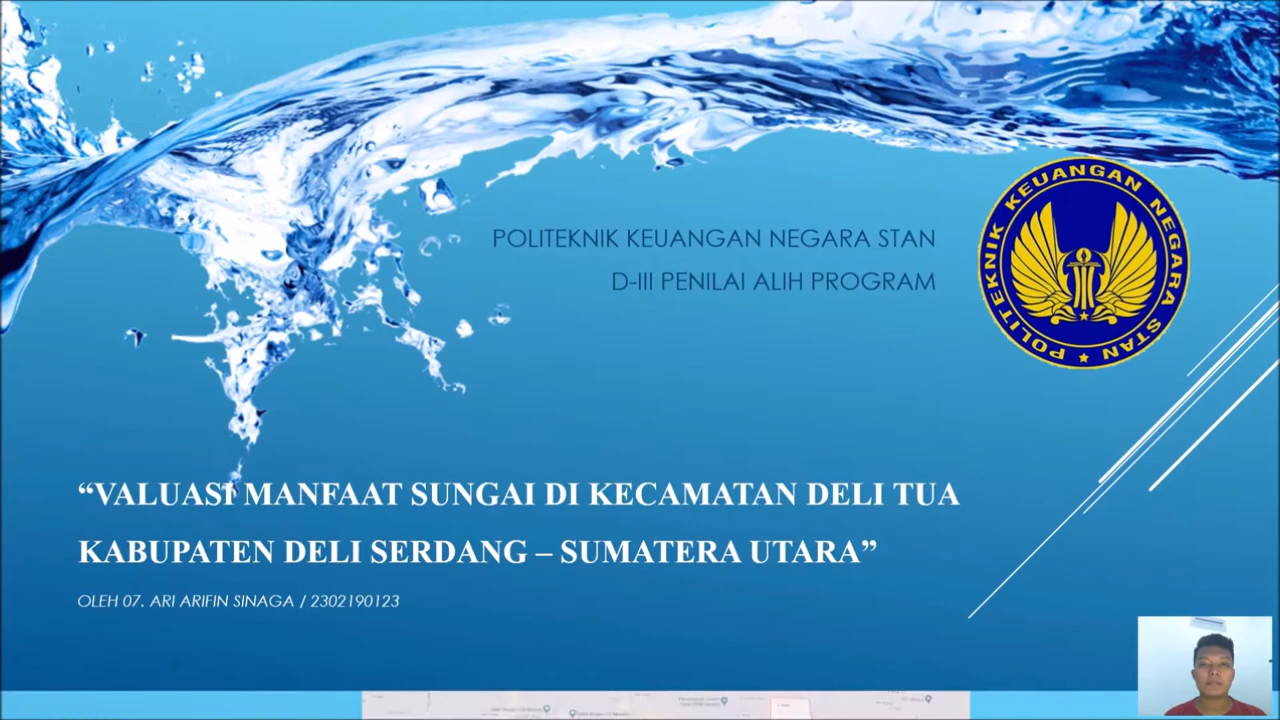 POLITEKNIK KEUANGAN NEGARA STAN
D-III PENILAI ALIH PROGRAM
POLITEKNIK KEUANGAN NEGARA STAN
“VALUASI MANFAAT SUNGAI DI KECAMATAN DELI TUA
KABUPATEN DELI SERDANG – SUMATERA UTARA”
OLEH 07. ARI ARIFIN SINAGA / 2302190123